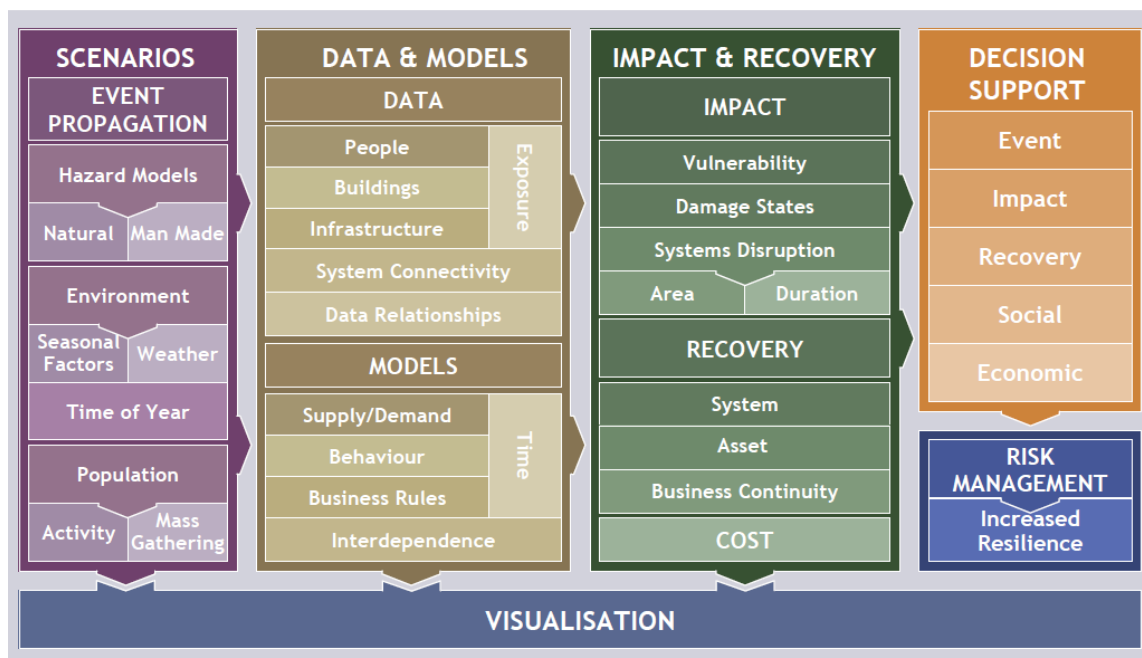 SCENARIOS
EVENT
PROPAGATION
Hazard Models
Natural
Man Made
Environment
Seasonal
Factors
Weather
Time of Year
Population
Activity
Mass
Gathering
DATA & MODELS
DATA
People
Buildings
Infrastructure
Exposure
System Connectivity
Data Relationships
MODELS
Supply/Demand
Behaviour
Business Rules
Time
Interdependence
IMPACT & RECOVERY
IMPACT
Vulnerability
Damage States
Systems Disruption
Area
Duration
RECOVERY
System
Asset
Business Continuity
COST
DECISION
SUPPORT
Event
Impact
Recovery
Social
Economic
RISK
MANAGEMENT
Increased
Resilience
VISUALISATION